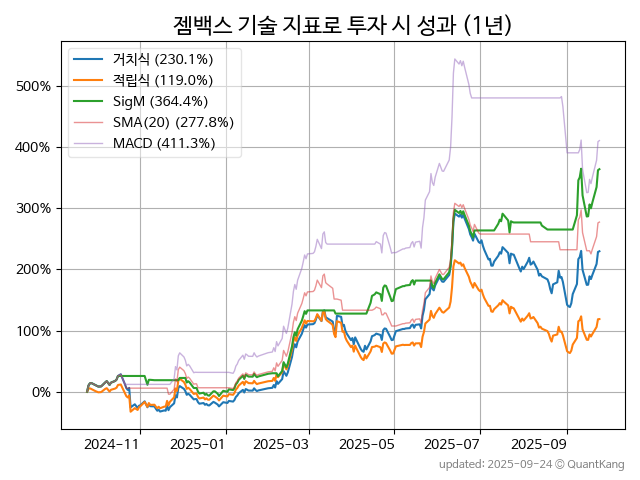 젬백스 기술 지표로 투자 시 성과 (1년)
거치식 (230.1%)
적립식 (119.0%)
SigM (364.4%)
SMA(20) (277.8%)
MACD (411.3%)
500%
400%
300%
200%
100%
0%
2024-11 2025-01 2025-03 2025-05 2025-07 2025-09
updated: 2025-09-24 © QuantKang